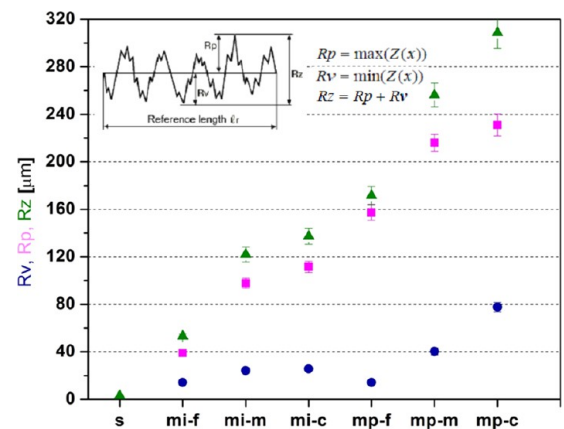 320
280
240
200
160
120
80
40
0
Rv, Rp, Rz [µm]
s mi-f mi-m mi-c mp-f mp-m mp-c
Rp
Rv
Rz
Reference length ℓr
Rp = max(Z(x))
Rv = min(Z(x))
Rz = Rp + Rv